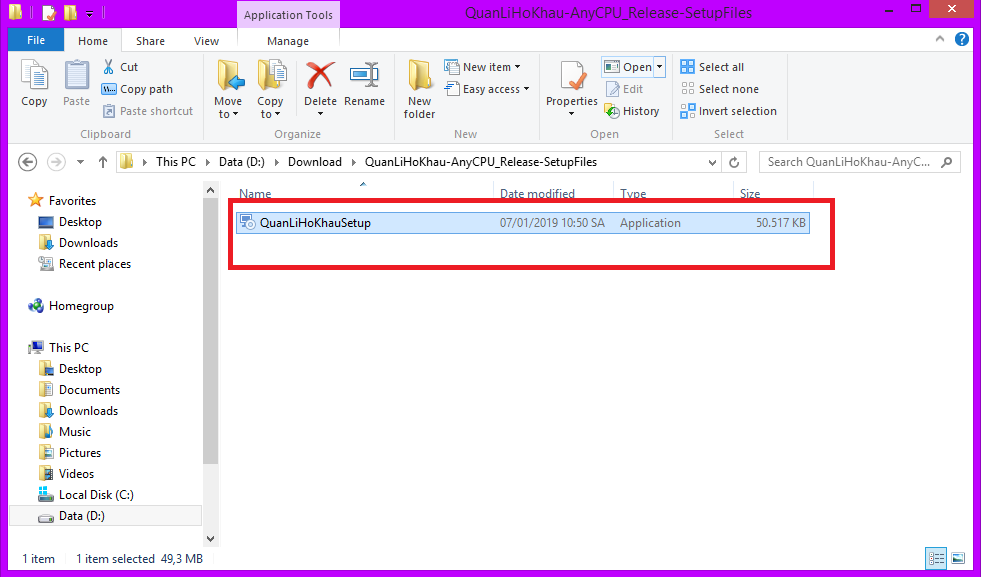 Application Tools
QuanLiHoKhau-AnyCPU_Release-SetupFiles
File
Home
Share
View
Manage
Copy
Paste
Cut
Copy path
Paste shortcut
Clipboard
Move to
Copy to
Delete
Rename
Organize
New folder
New item
Easy access
New
Properties
Open
Edit
History
Open
Select all
Select none
Invert selection
Select
This PC
Data (D:)
Download
QuanLiHoKhau-AnyCPU_Release-SetupFiles
Search QuanLiHoKhau-AnyC...
Favorites
Desktop
Downloads
Recent places
Homegroup
This PC
Desktop
Documents
Downloads
Music
Pictures
Videos
Local Disk (C:)
Data (D:)
Name Date modified Type Size
QuanLiHoKhauSetup 07/01/2019 10:50 SA Application 50.517 KB
1 item 1 item selected 49,3 MB